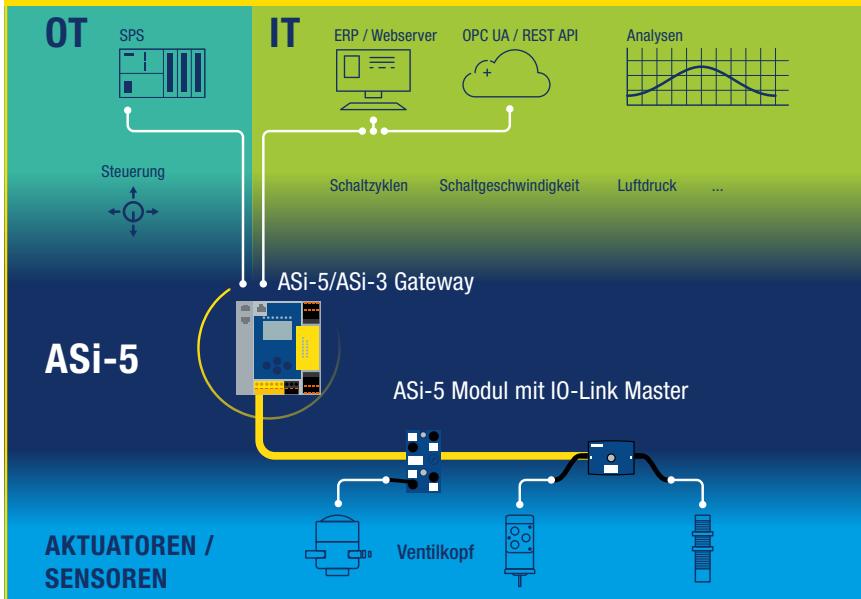 OT
SPS
IT
ERP / Webserver
OPC UA / REST API
Analysen
Steuerung
Schaltzyklen
Schaltgeschwindigkeit
Luftdruck
...
ASi-5/ASi-3 Gateway
ASi-5
ASi-5 Modul mit IO-Link Master
AKTUATOREN /
SENSOREN
Ventilkopf